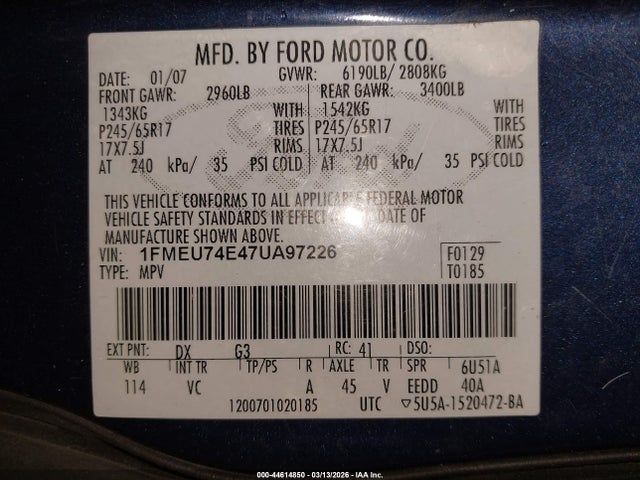 MFD. BY FORD MOTOR CO.
DATE: 01/07 GVWR: 6190LB/ 2808KG
FRONT GAWR: 2960LB REAR GAWR: 3400LB
1343KG WITH 1542KG WITH
P245/65R17 TIRES P245/65R17 TIRES
17X7.5J RIMS 17X7.5J RIMS
AT 240 kPa/ 35 PSI COLD AT 240 kPa/ 35 PSI COLD
THIS VEHICLE CONFORMS TO ALL APPLICABLE FEDERAL MOTOR
VEHICLE SAFETY STANDARDS IN EFFECT ON THE DATE OF
MANUFACTURE SHOWN ABOVE.
VIN: 1FMEU74E47UA97226 F0129
TYPE: MPV T0185
EXT PNT: DX G3 RC: 41 DSO:
WB INT TR TP/PS R AXLE TR SPR 6U51A
114 VC A 45 V EEDD 40A
1200701020185 UTC ▽5U5A-1520472-BA
000-44614850 - 03/13/2026 - IAA Inc.